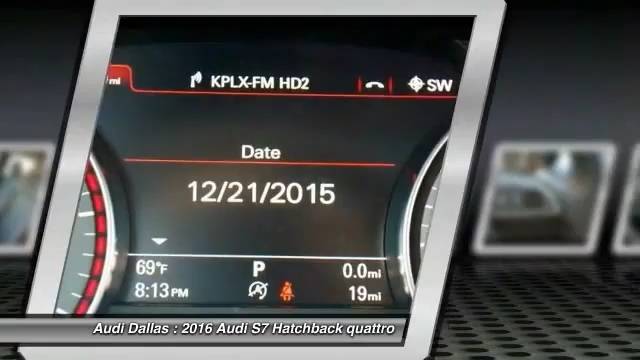 mi KPLX-FM HD2 SW
Date
12/21/2015
69°F P 0.0mi
8:13PM 19mi
Audi Dallas : 2016 Audi S7 Hatchback quattro